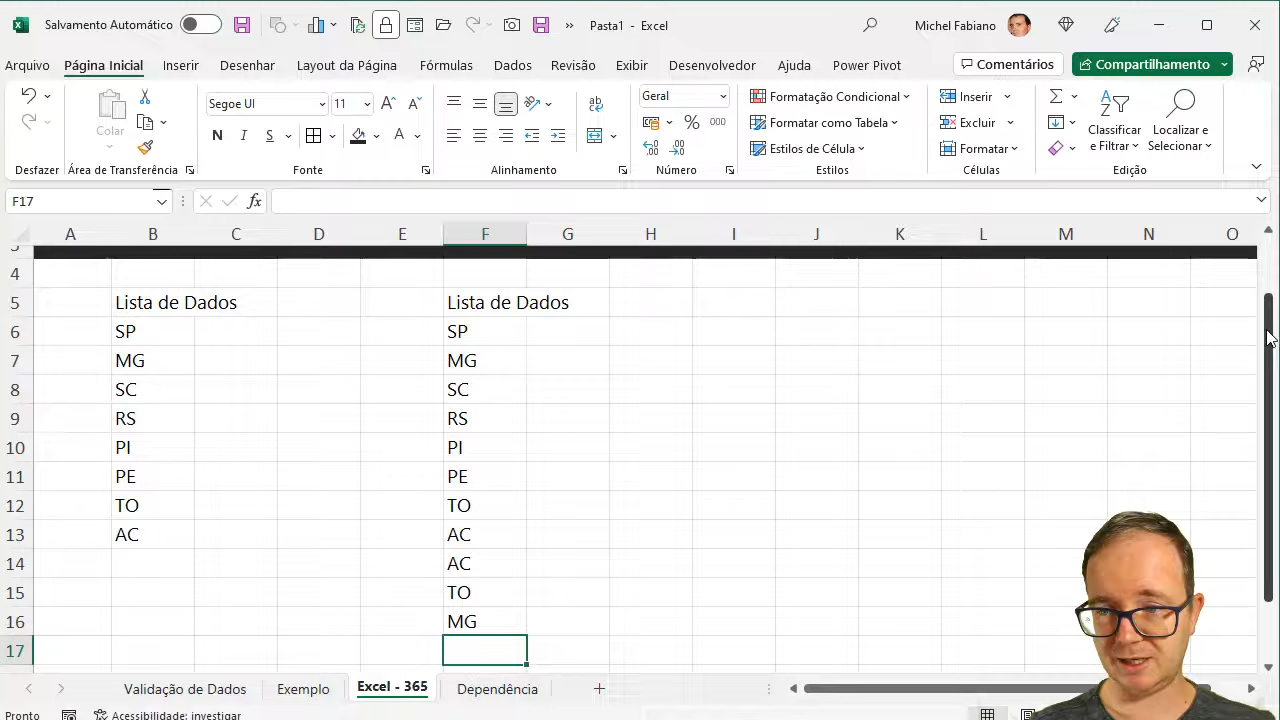 Salvamento Automático
Pasta1 - Excel
Michel Fabiano
Arquivo Página Inicial Inserir Desenhar Layout da Página Fórmulas Dados Revisão Exibir Desenvolvedor Ajuda Power Pivot Comentários Compartilhamento
Desfazer
Colar
Área de Transferência
Segoe UI 11
N I S A
Fonte
ab
Alinhamento
Geral
% 000
Número
Formatação Condicional
Formatar como Tabela
Estilos de Célula
Estilos
Inserir
Excluir
Formatar
Células
Classificar
e Filtrar
Localizar e
Selecionar
Edição
F17 fx
A B C D E F G H I J K L M N O
4
5 Lista de Dados Lista de Dados
6 SP SP
7 MG MG
8 SC SC
9 RS RS
10 PI PI
11 PE PE
12 TO TO
13 AC AC
14 AC
15 TO
16 MG
17
Validação de Dados Exemplo Excel - 365 Dependência
Pronto Acessibilidade: investigar